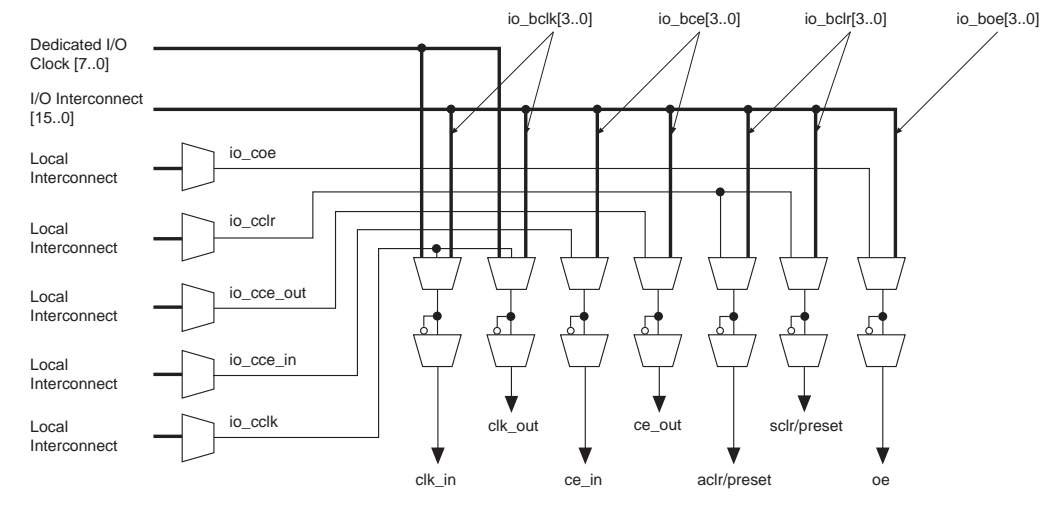 io_bclk[3..0] io_bce[3..0] io_bclr[3..0] io_boe[3..0]
Dedicated I/O
Clock [7..0]
I/O Interconnect
[15..0]
Local
Interconnect
io_coe
Local
Interconnect
io_cclr
Local
Interconnect
io_cce_out
Local
Interconnect
io_cce_in
Local
Interconnect
io_cclk
clk_out ce_out sclr/preset
clk_in ce_in aclr/preset oe